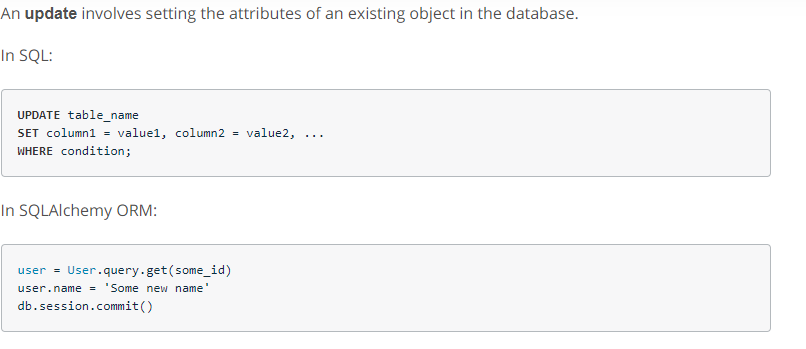 An update involves setting the attributes of an existing object in the database.
In SQL:
UPDATE table_name
SET column1 = value1, column2 = value2, ...
WHERE condition;
In SQLAlchemy ORM:
user = User.query.get(some_id)
user.name = 'Some new name'
db.session.commit()